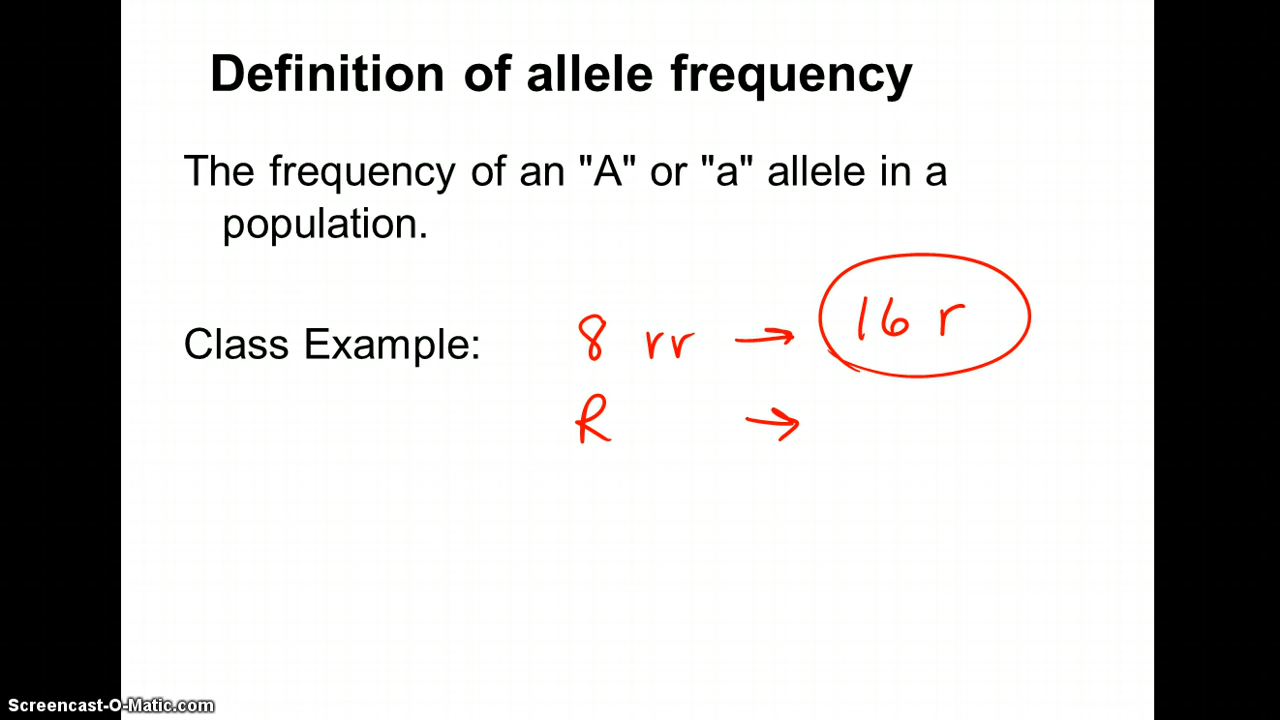 Definition of allele frequency
The frequency of an "A" or "a" allele in a
population.
Class Example: 8 rr → 16 r
R →
Screencast-O-Matic.com